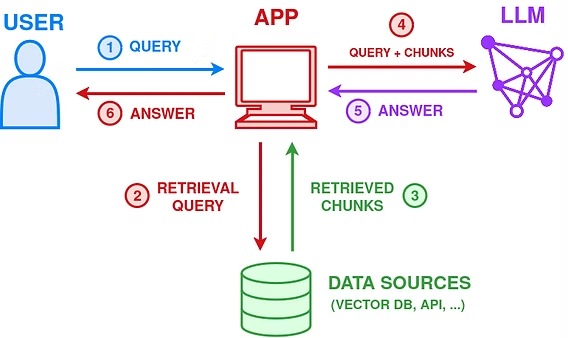 USER
APP
LLM
1 QUERY
4
QUERY + CHUNKS
6 ANSWER
5 ANSWER
2 RETRIEVAL
QUERY
RETRIEVED
CHUNKS 3
DATA SOURCES
(VECTOR DB, API, ...)